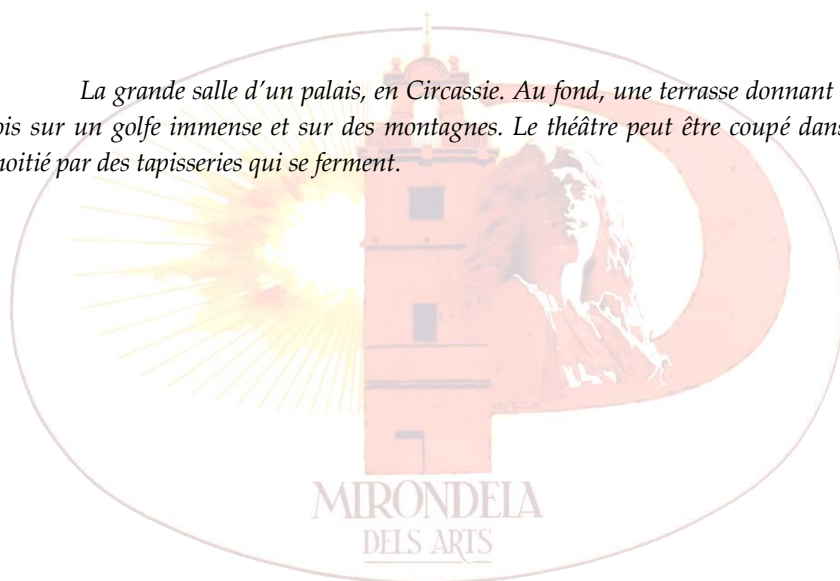 La grande salle d’un palais, en Circassie. Au fond, une terrasse donnant
sur un golfe immense et sur des montagnes. Le théâtre peut être coupé dans
par des tapisseries qui se ferment.
MIRONDELA
DELS ARTS